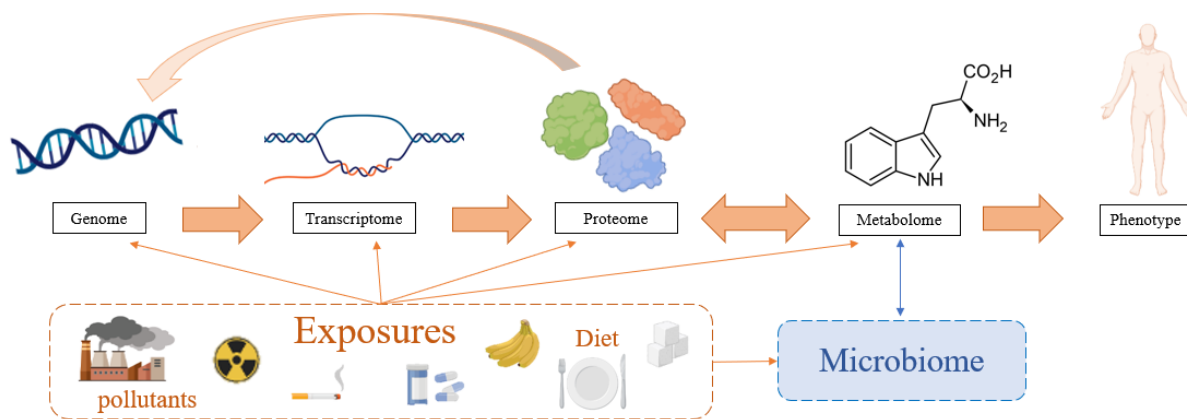 CO₂H
NH₂
NH
Genome
Transcriptome
Proteome
Metabolome
Phenotype
Exposures
Diet
pollutants
Microbiome